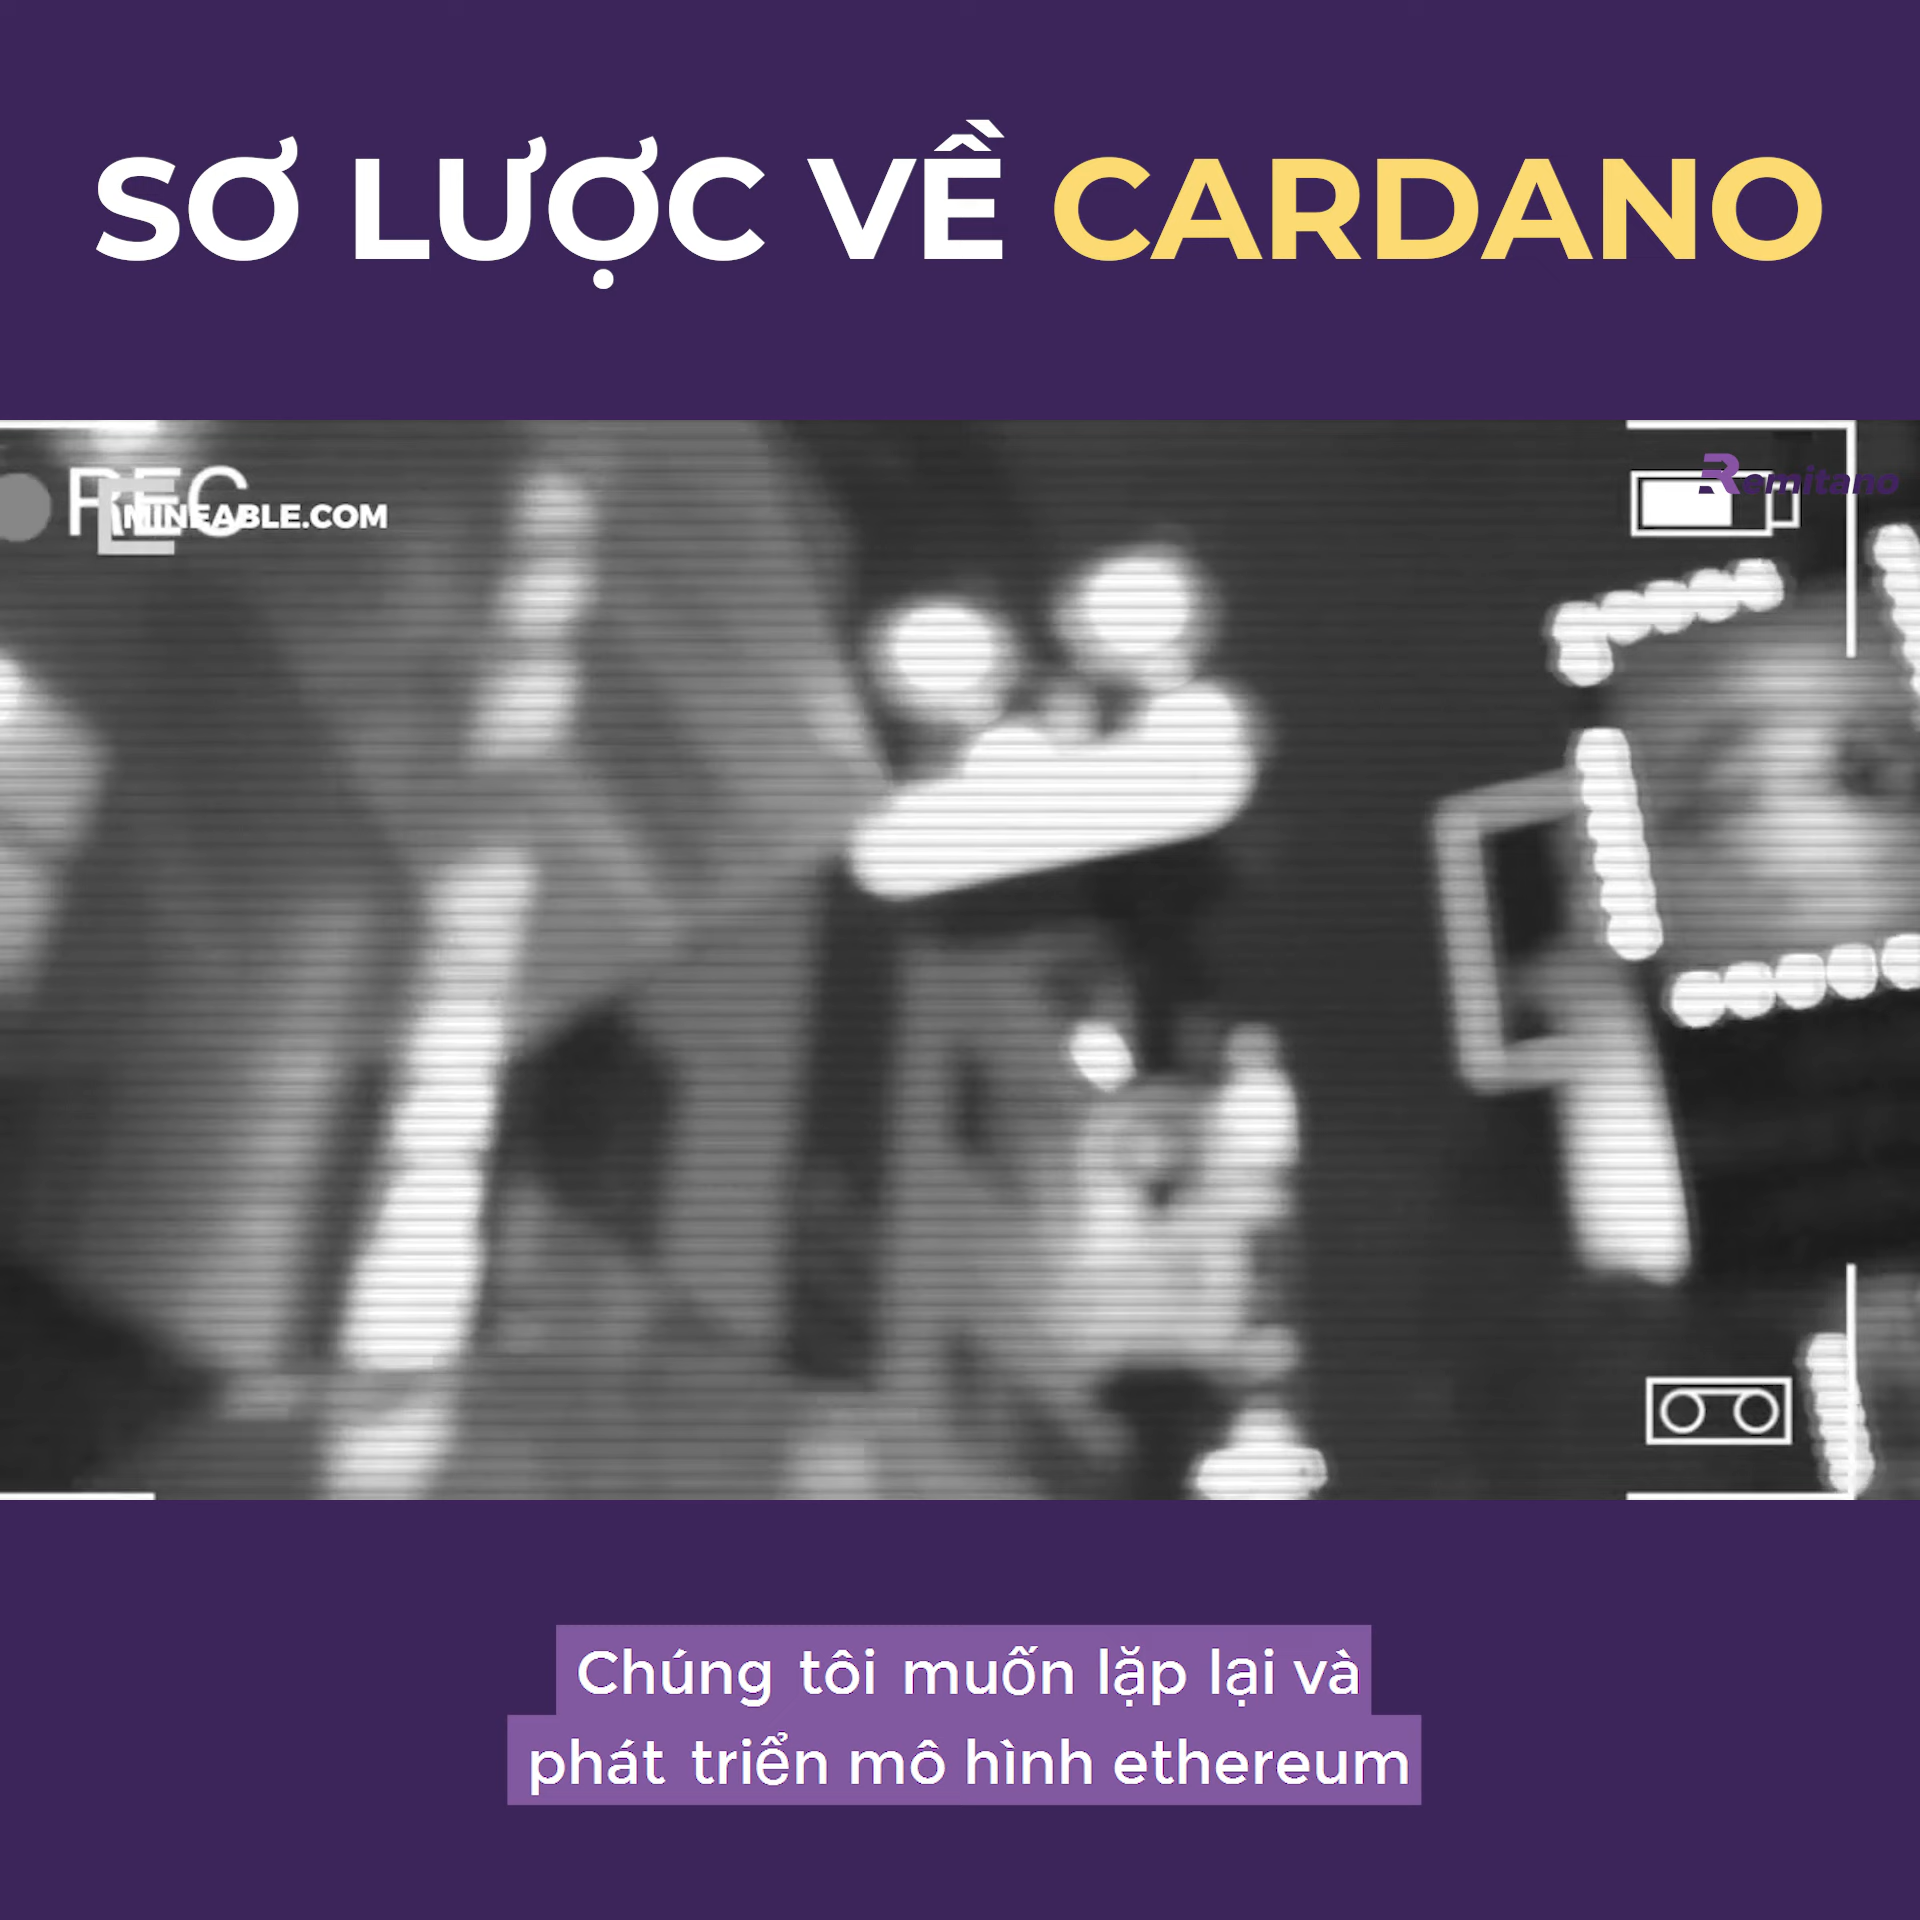 SƠ LƯỢC VỀ CARDANO
REC
MINEABLE.COM
Remitano
Chúng tôi muốn lặp lại và
phát triển mô hình ethereum